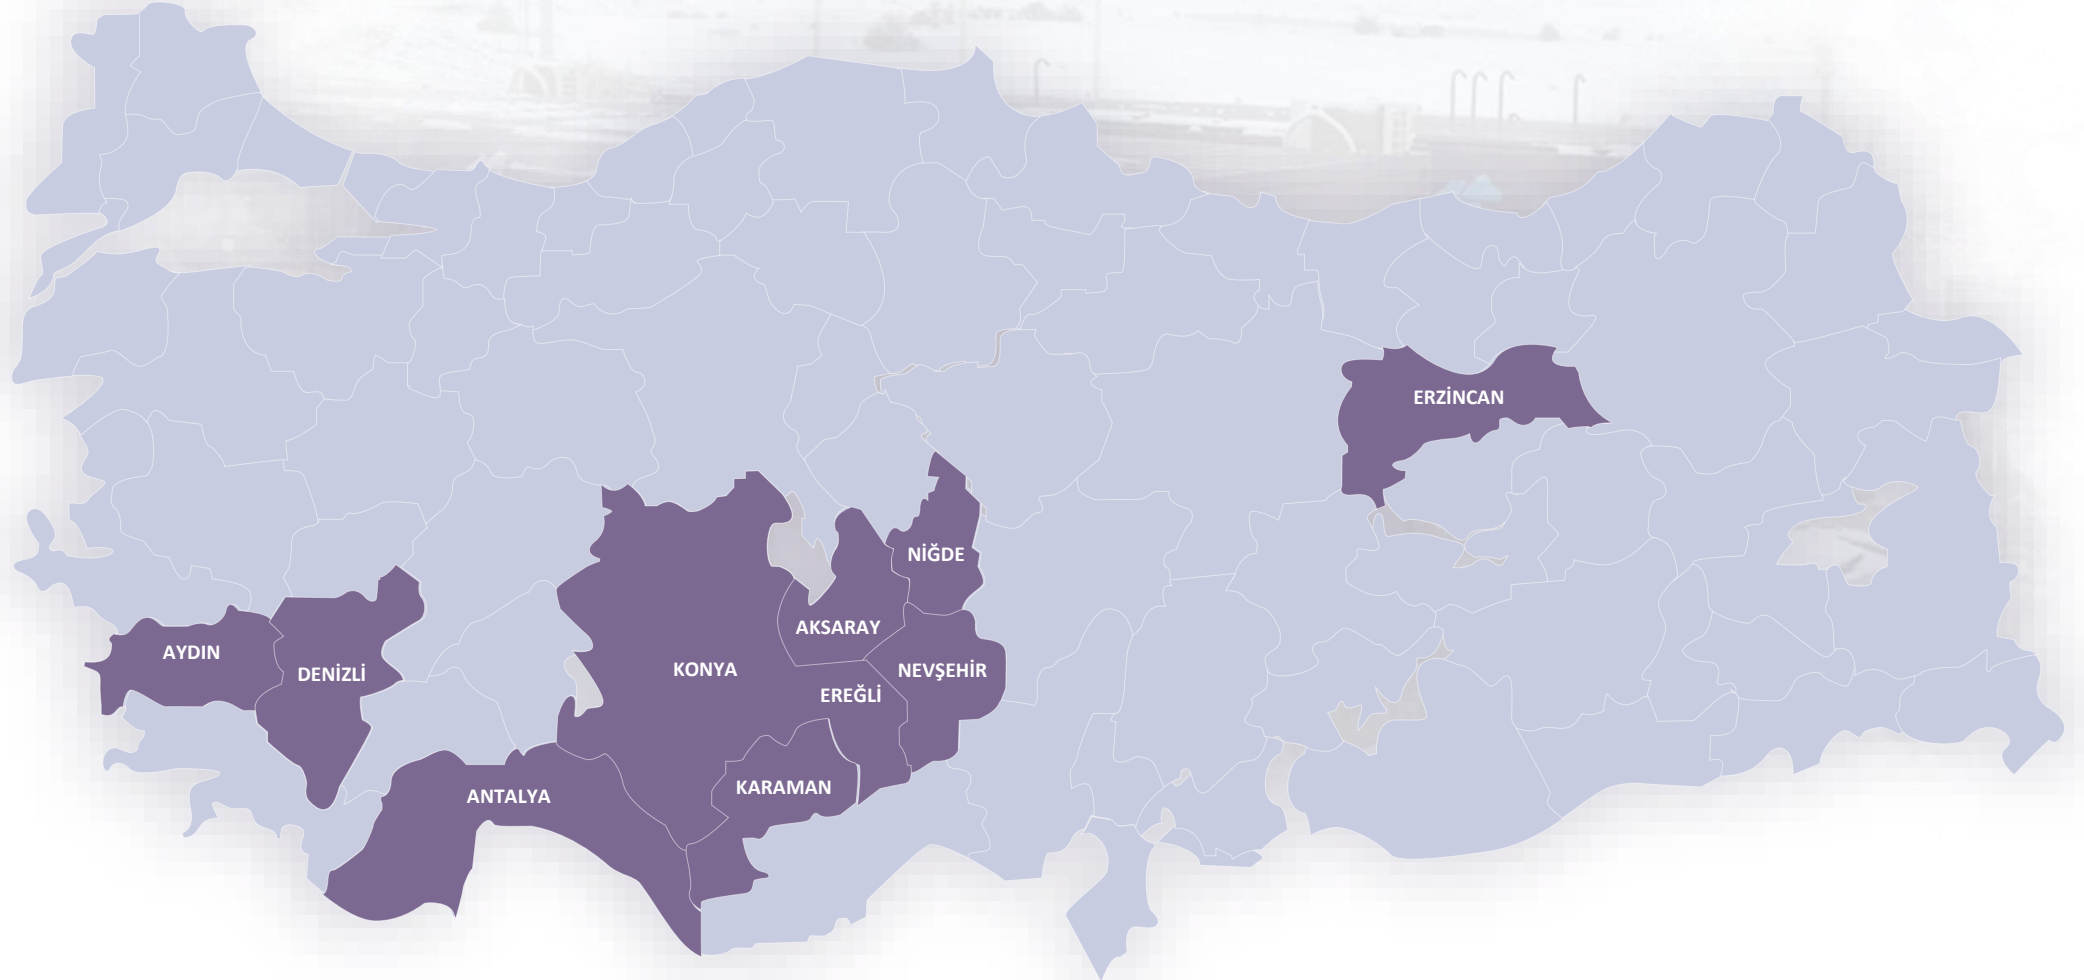 ERZİNCAN
NİĞDE
AKSARAY
AYDIN
DENİZLİ
KONYA
NEVŞEHİR
EREĞLİ
KARAMAN
ANTALYA